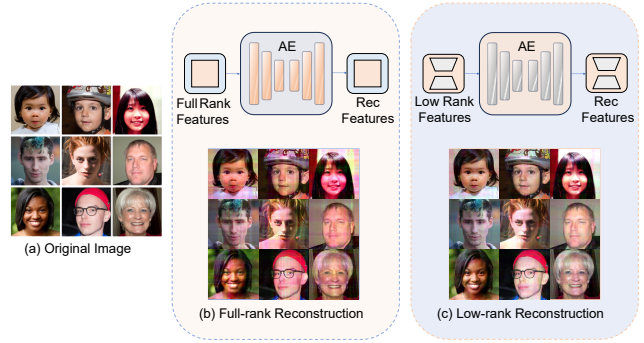 AE
Full Rank
Features
Rec
Features
AE
Low Rank
Features
Rec
Features
(a) Original Image
(b) Full-rank Reconstruction
(c) Low-rank Reconstruction